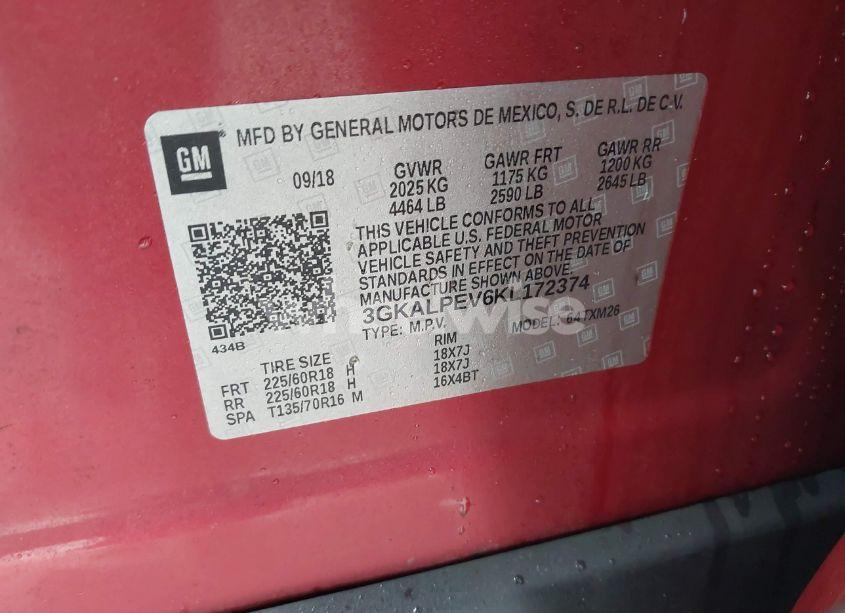 GM
MFD BY GENERAL MOTORS DE MEXICO, S. DE R.L. DE C.V.
09/18
GVWR
2025 KG
4464 LB
GAWR FRT
1175 KG
2590 LB
GAWR RR
1200 KG
2645 LB
THIS VEHICLE CONFORMS TO ALL
APPLICABLE U.S. FEDERAL MOTOR
VEHICLE SAFETY AND THEFT PREVENTION
STANDARDS IN EFFECT ON THE DATE OF
MANUFACTURE SHOWN ABOVE.
3GKALPEV6KL172374
TYPE: M.P.V. MODEL: 64TXM26
434B
TIRE SIZE RIM
FRT 225/60R18 H 18X7J
RR 225/60R18 H 18X7J
SPA T135/70R16 M 16X4BT